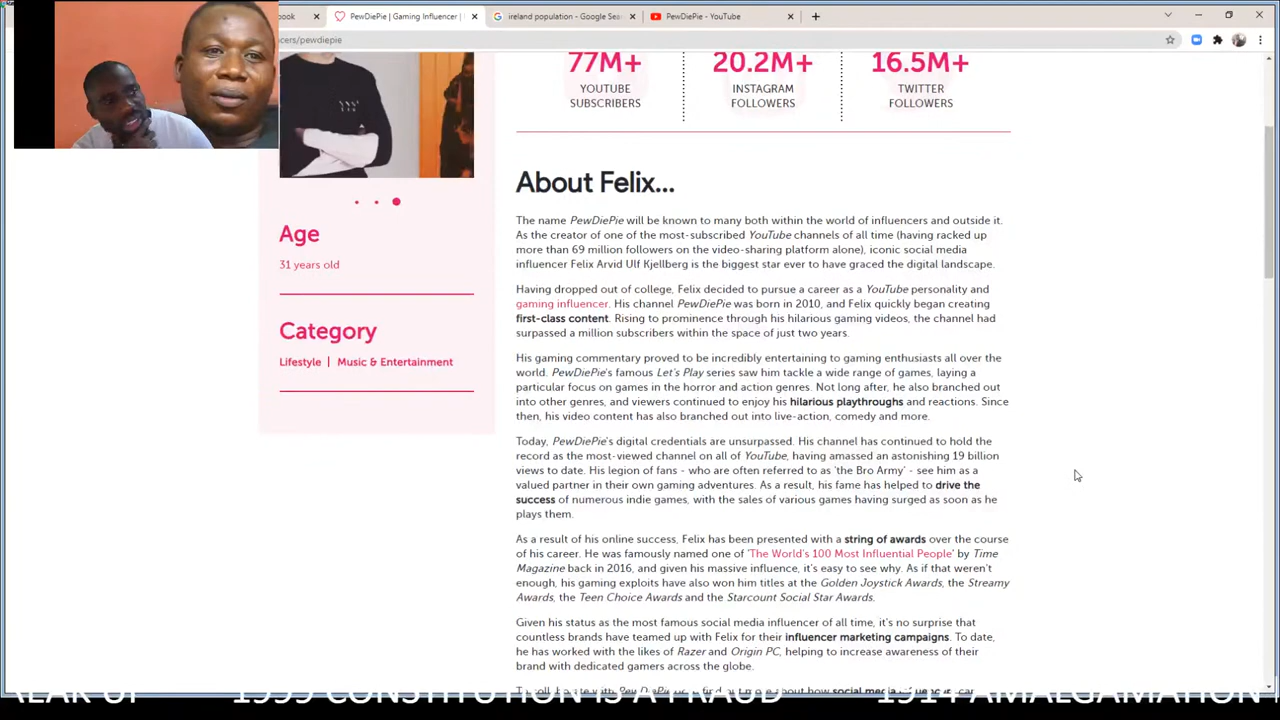 ook
PewDiePie | Gaming Influencer |
ireland population - Google Sea
PewDiePie - YouTube
cers/pewdiepie
77M+
YOUTUBE
SUBSCRIBERS
20.2M+
INSTAGRAM
FOLLOWERS
16.5M+
TWITTER
FOLLOWERS
Age
31 years old
Category
Lifestyle | Music & Entertainment
About Felix...
The name PewDiePie will be known to many both within the world of influencers and outside it.
As the creator of one of the most-subscribed YouTube channels of all time (having racked up
more than 69 million followers on the video-sharing platform alone), iconic social media
influencer Felix Arvid Ulf Kjellberg is the biggest star ever to have graced the digital landscape.
Having dropped out of college, Felix decided to pursue a career as a YouTube personality and
gaming influencer. His channel PewDiePie was born in 2010, and Felix quickly began creating
first-class content. Rising to prominence through his hilarious gaming videos, the channel had
surpassed a million subscribers within the space of just two years.
His gaming commentary proved to be incredibly entertaining to gaming enthusiasts all over the
world. PewDiePie's famous Let's Play series saw him tackle a wide range of games, laying a
particular focus on games in the horror and action genres. Not long after, he also branched out
into other genres, and viewers continued to enjoy his hilarious playthroughs and reactions. Since
then, his video content has also branched out into live-action, comedy and more.
Today, PewDiePie's digital credentials are unsurpassed. His channel has continued to hold the
record as the most-viewed channel on all of YouTube, having amassed an astonishing 19 billion
views to date. His legion of fans - who are often referred to as 'the Bro Army' - see him as a
valued partner in their own gaming adventures. As a result, his fame has helped to drive the
success of numerous indie games, with the sales of various games having surged as soon as he
plays them.
As a result of his online success, Felix has been presented with a string of awards over the course
of his career. He was famously named one of 'The World's 100 Most Influential People' by Time
Magazine back in 2016, and given his massive influence, it's easy to see why. As if that weren't
enough, his gaming exploits have also won him titles at the Golden Joystick Awards, the Streamy
Awards, the Teen Choice Awards and the Starcount Social Star Awards.
Given his status as the most famous social media influencer of all time, it's no surprise that
countless brands have teamed up with Felix for their influencer marketing campaigns. To date,
he has worked with the likes of Razer and Origin PC, helping to increase awareness of their
brand with dedicated gamers across the globe.
1999 CONSTITUTION IS A FRAUD 1914 AMALGAMATION